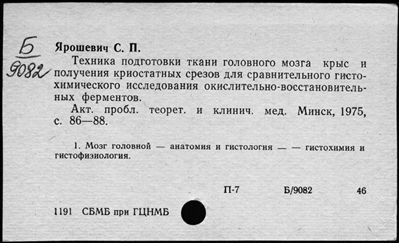 Б
9082
Ярошевич С. П.
Техника подготовки ткани головного мозга крыс и
получения криостатных срезов для сравнительного гисто-
химического исследования окислительно-восстановитель-
ных ферментов.
Акт. пробл. теорет. и клинич. мед. Минск, 1975,
с. 86—88.
1. Мозг головной — анатомия и гистология — — гистохимия и
гистофизиология.
П-7 Б/9082 46
1191 СБМБ при ГЦНМБ